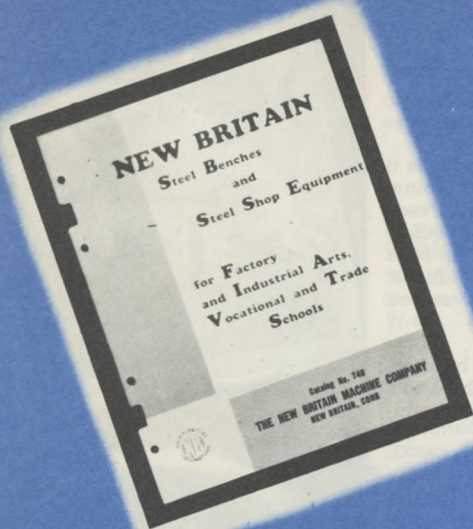 NEW BRITAIN
Steel Benches
and
Steel Shop Equipment
for Factory
and Industrial Arts,
Vocational and Trade
Schools
Catalog No. 740
THE NEW BRITAIN MACHINE COMPANY
NEW BRITAIN, CONN